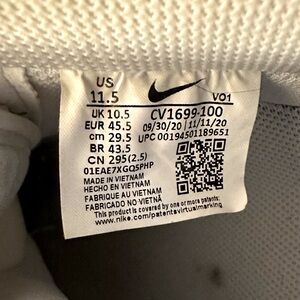 US
11.5
VO1
UK 10.5
CV1699-100
EUR 45.5
09/30/20
11/11/20
cm 29.5
UPC 00194501189651
BR 43.5
CN 295(2.5)
01EAE7XGQ5PHP
MADE IN VIETNAM
HECHO EN VIETNAM
FABRIQUE AU VIETNAM
FABRICADO NO VIETNÃ
This product is covered by one or more patents:
www.nike.com/patentsvirtualmarking